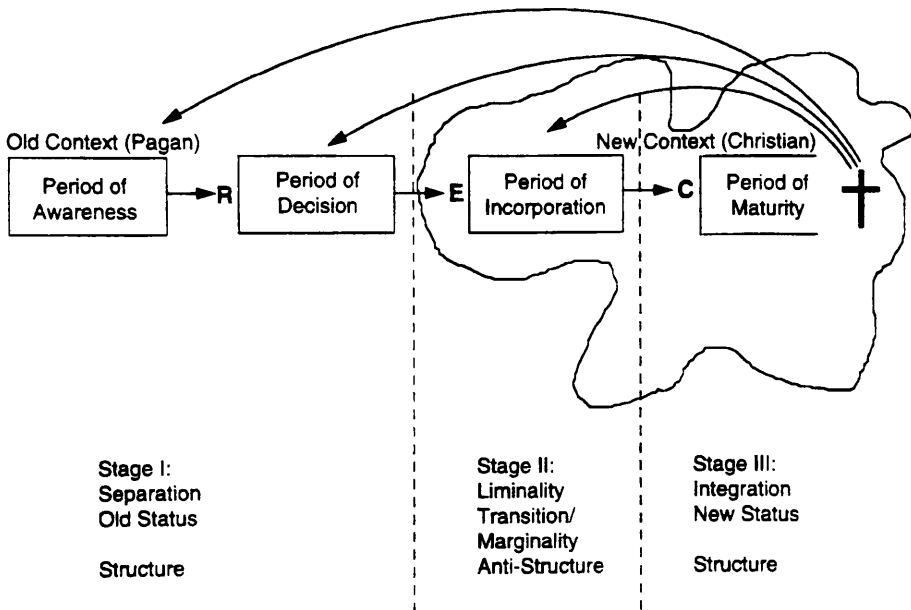 Old Context (Pagan)
New Context (Christian)
Period of
Awareness
R
Period of
Decision
E
Period of
Incorporation
C
Period of
Maturity
Stage I:
Separation
Old Status
Structure
Stage II:
Liminality
Transition/
Marginality
Anti-Structure
Stage III:
Integration
New Status
Structure